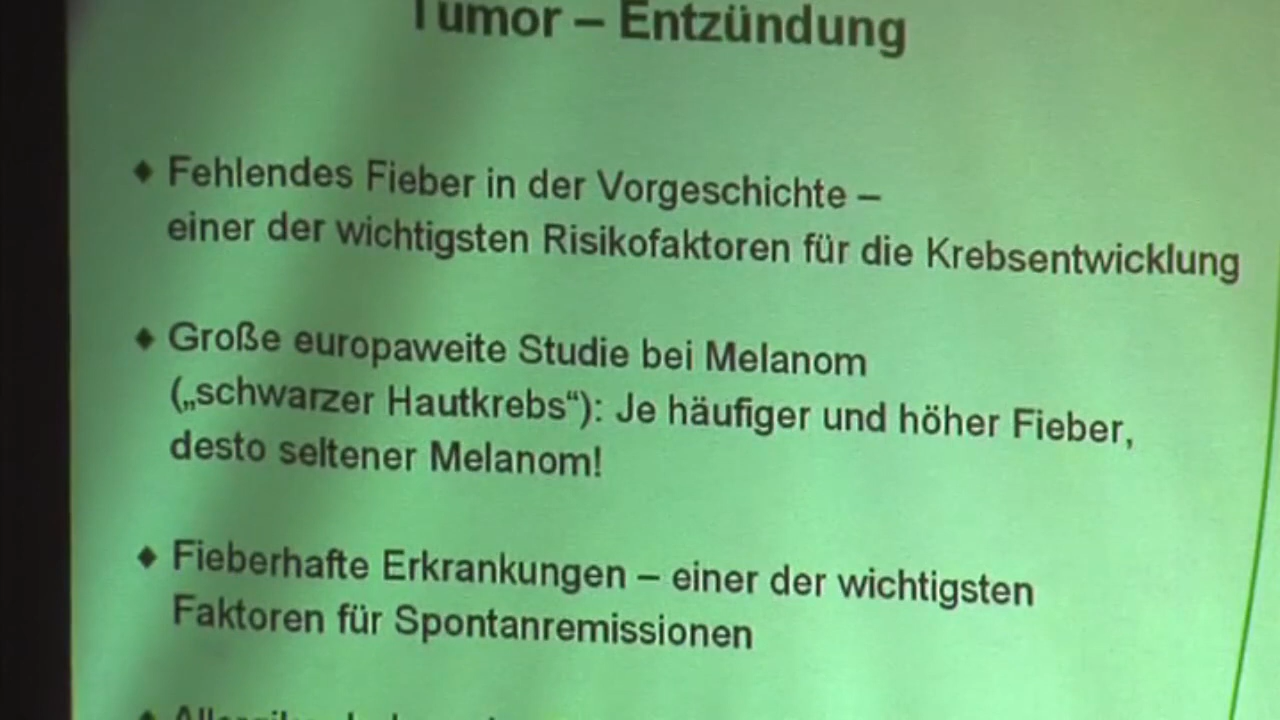 Tumor – Entzündung
♦ Fehlendes Fieber in der Vorgeschichte –
einer der wichtigsten Risikofaktoren für die Krebsentwicklung
♦ Große europaweite Studie bei Melanom
(„schwarzer Hautkrebs“): Je häufiger und höher Fieber,
desto seltener Melanom!
♦ Fieberhafte Erkrankungen – einer der wichtigsten
Faktoren für Spontanremissionen